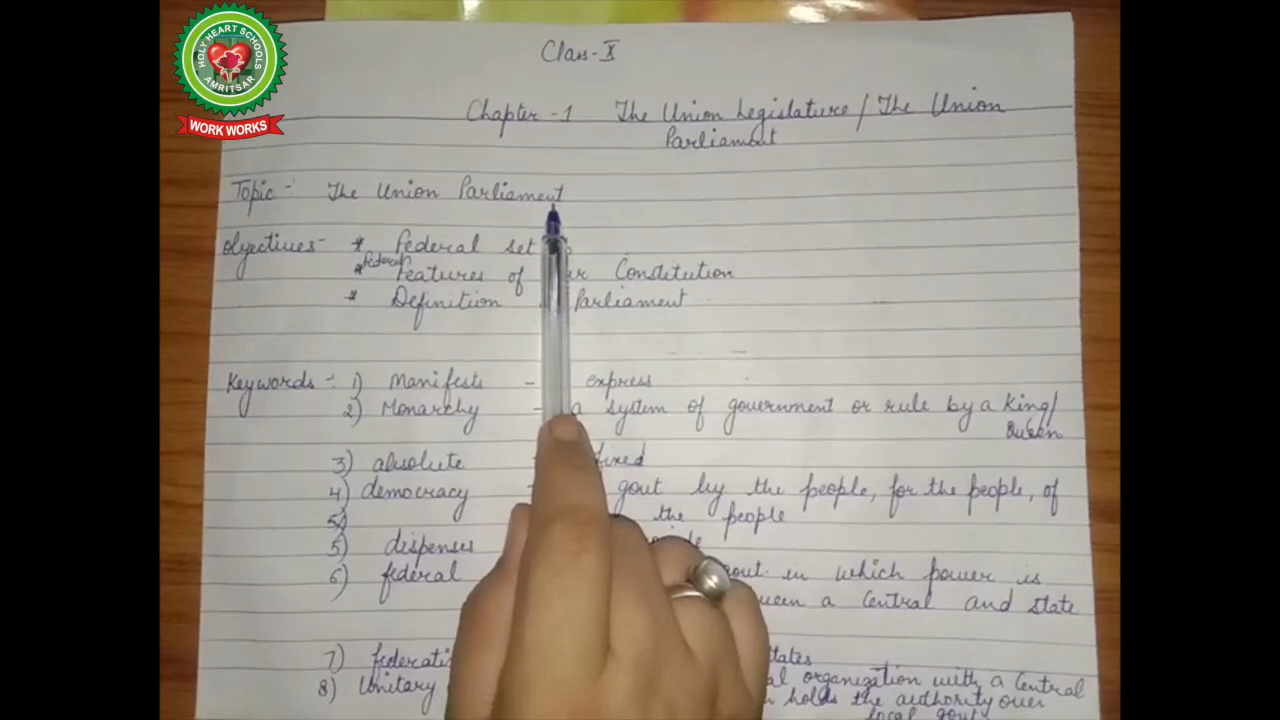 HOLY HEART SCHOOLS
AMRITSAR
WORK WORKS
Class-X
Chapter -1 The Union Legislature / The Union
Parliament
Topic - The Union Parliament
Objectives - * Federal set
* federal Features of Constitution
* Definition Parliament
Keywords :- 1) Manifests - express
2) Monarchy - a system of government or rule by a King/
Queen
3) absolute - fixed
4) democracy - govt by the people, for the people, of
5) the people
5) dispenses
6) federal govt. in which power is
a Central and state
7)
8) Unitary organization with a Central
holds the authority over
local govt.